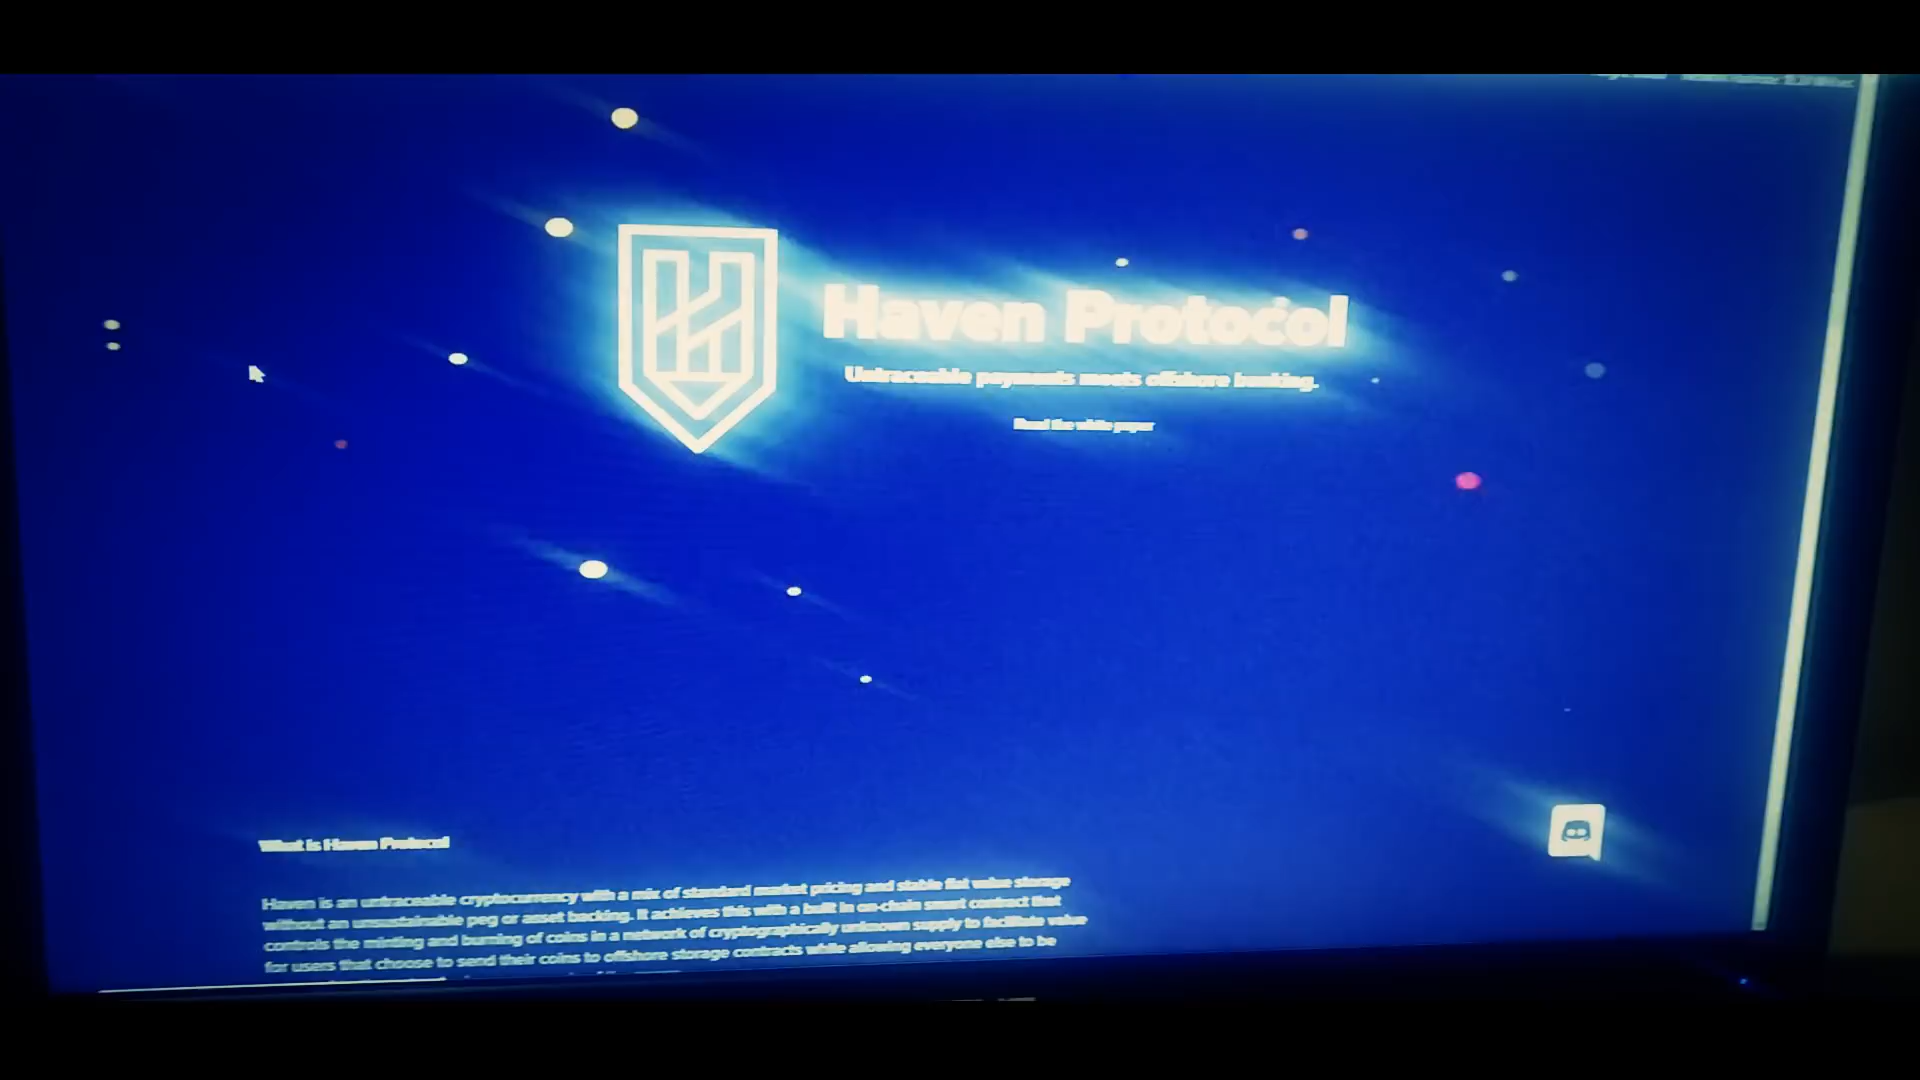 Haven Protocol
Untraceable payments meets offshore banking.
Read the white paper
What is Haven Protocol
Haven is an untraceable cryptocurrency with a mix of standard market pricing and stable fiat value storage
without an unsustainable peg or asset backing. It achieves this with a built in on-chain smart contract that
controls the minting and burning of coins in a network of cryptographically unknown supply to facilitate value
for users that choose to send their coins to offshore storage contracts while allowing everyone else to be